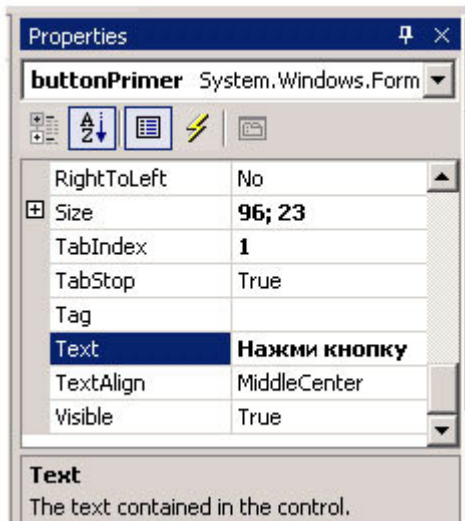 Properties
buttonPrimer System.Windows.Form
RightToLeft No
Size 96; 23
TabIndex 1
TabStop True
Tag
Text Нажми кнопку
TextAlign MiddleCenter
Visible True
Text
The text contained in the control.